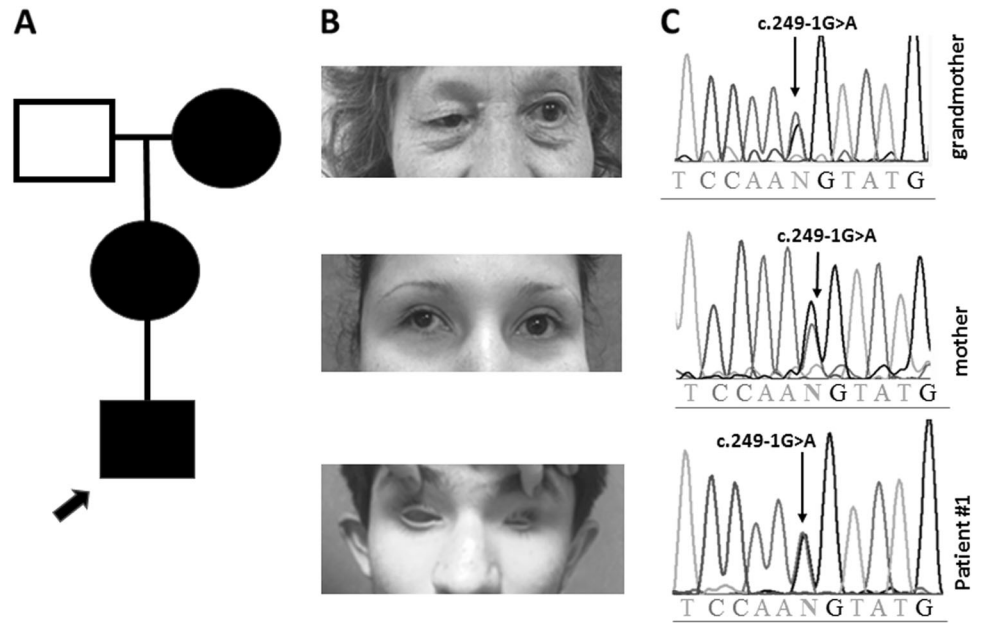 A
B
C
c.249-1G>A
TCCAANGTATG
grandmother
c.249-1G>A
TCCAANGTATG
mother
c.249-1G>A
TCCAANGTATG
Patient #1